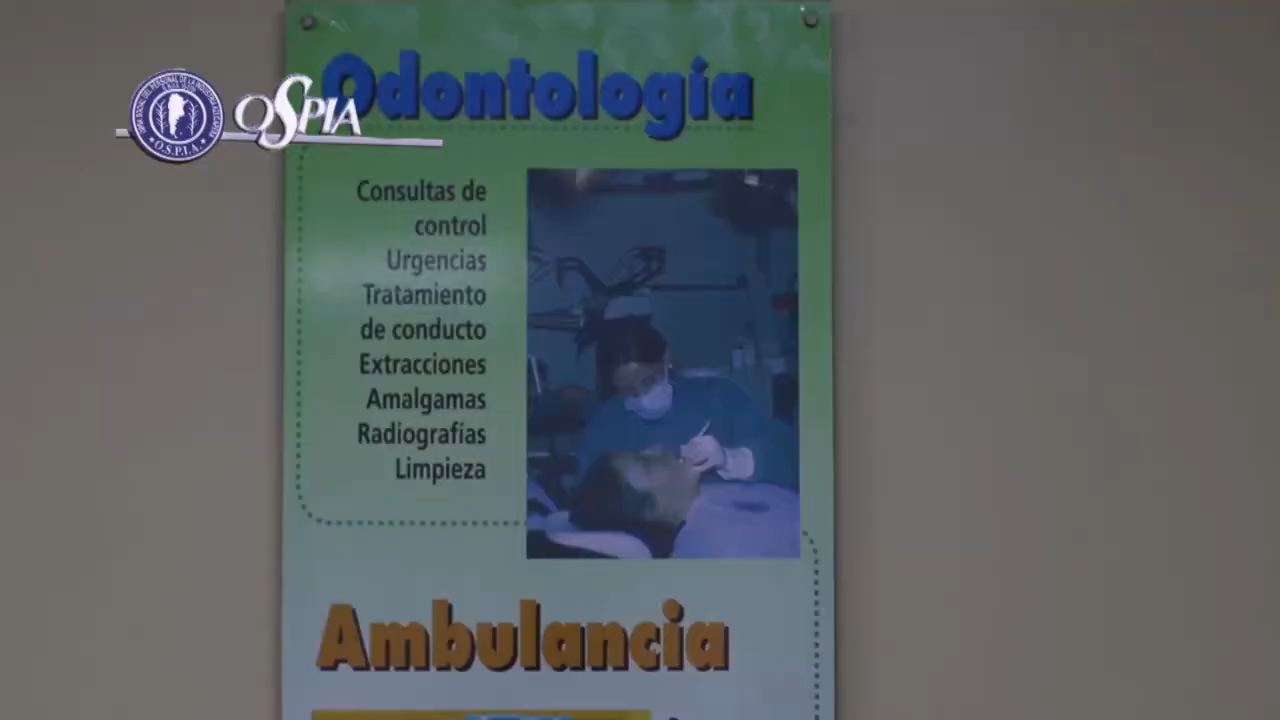 Odontología
OSPIA
O.S.P.I.A.
Consultas de
control
Urgencias
Tratamiento
de conducto
Extracciones
Amalgamas
Radiografías
Limpieza
Ambulancia